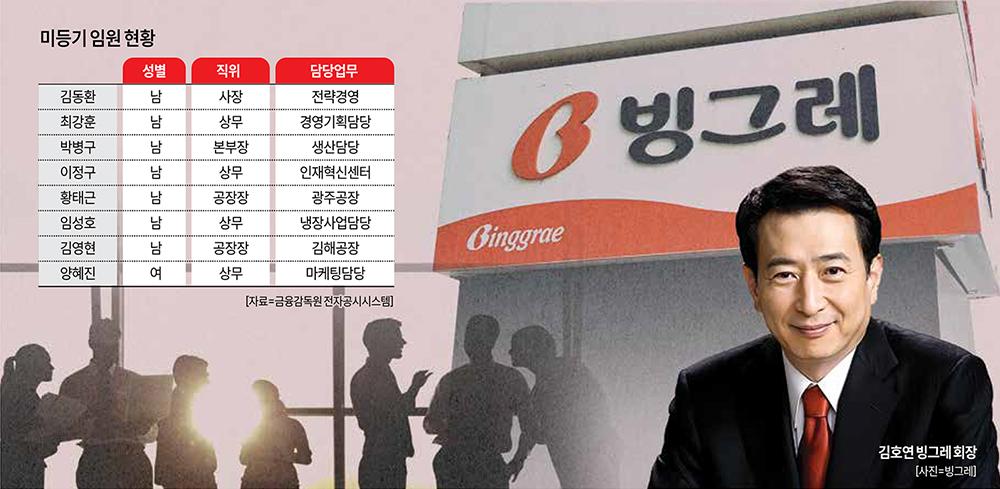 미등기 임원 현황
성별 직위 담당업무
김동환 남 사장 전략경영
최강훈 남 상무 경영기획담당
박병구 남 본부장 생산담당
이정구 남 상무 인재혁신센터
황태근 남 공장장 광주공장
임성호 남 상무 냉장사업담당
김영현 남 공장장 김해공장
양혜진 여 상무 마케팅담당
[자료=금융감독원 전자공시시스템]
빙그레
Binggrae
김호연 빙그레 회장
[사진=빙그레]